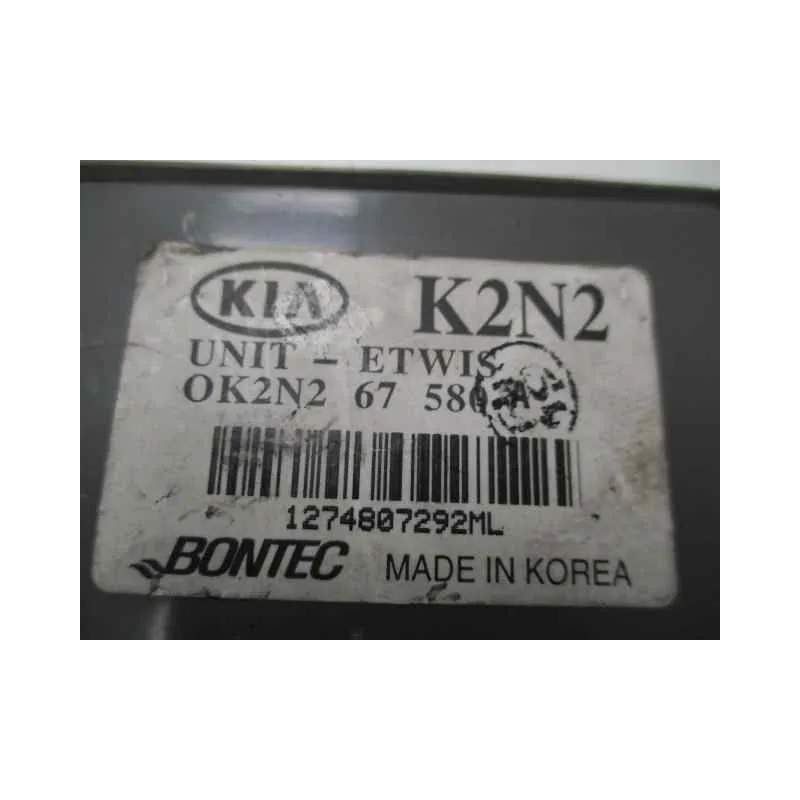 KIA K2N2
UNIT - ETWIS
OK2N2 67 580 A
1274807292ML
BONTEC MADE IN KOREA